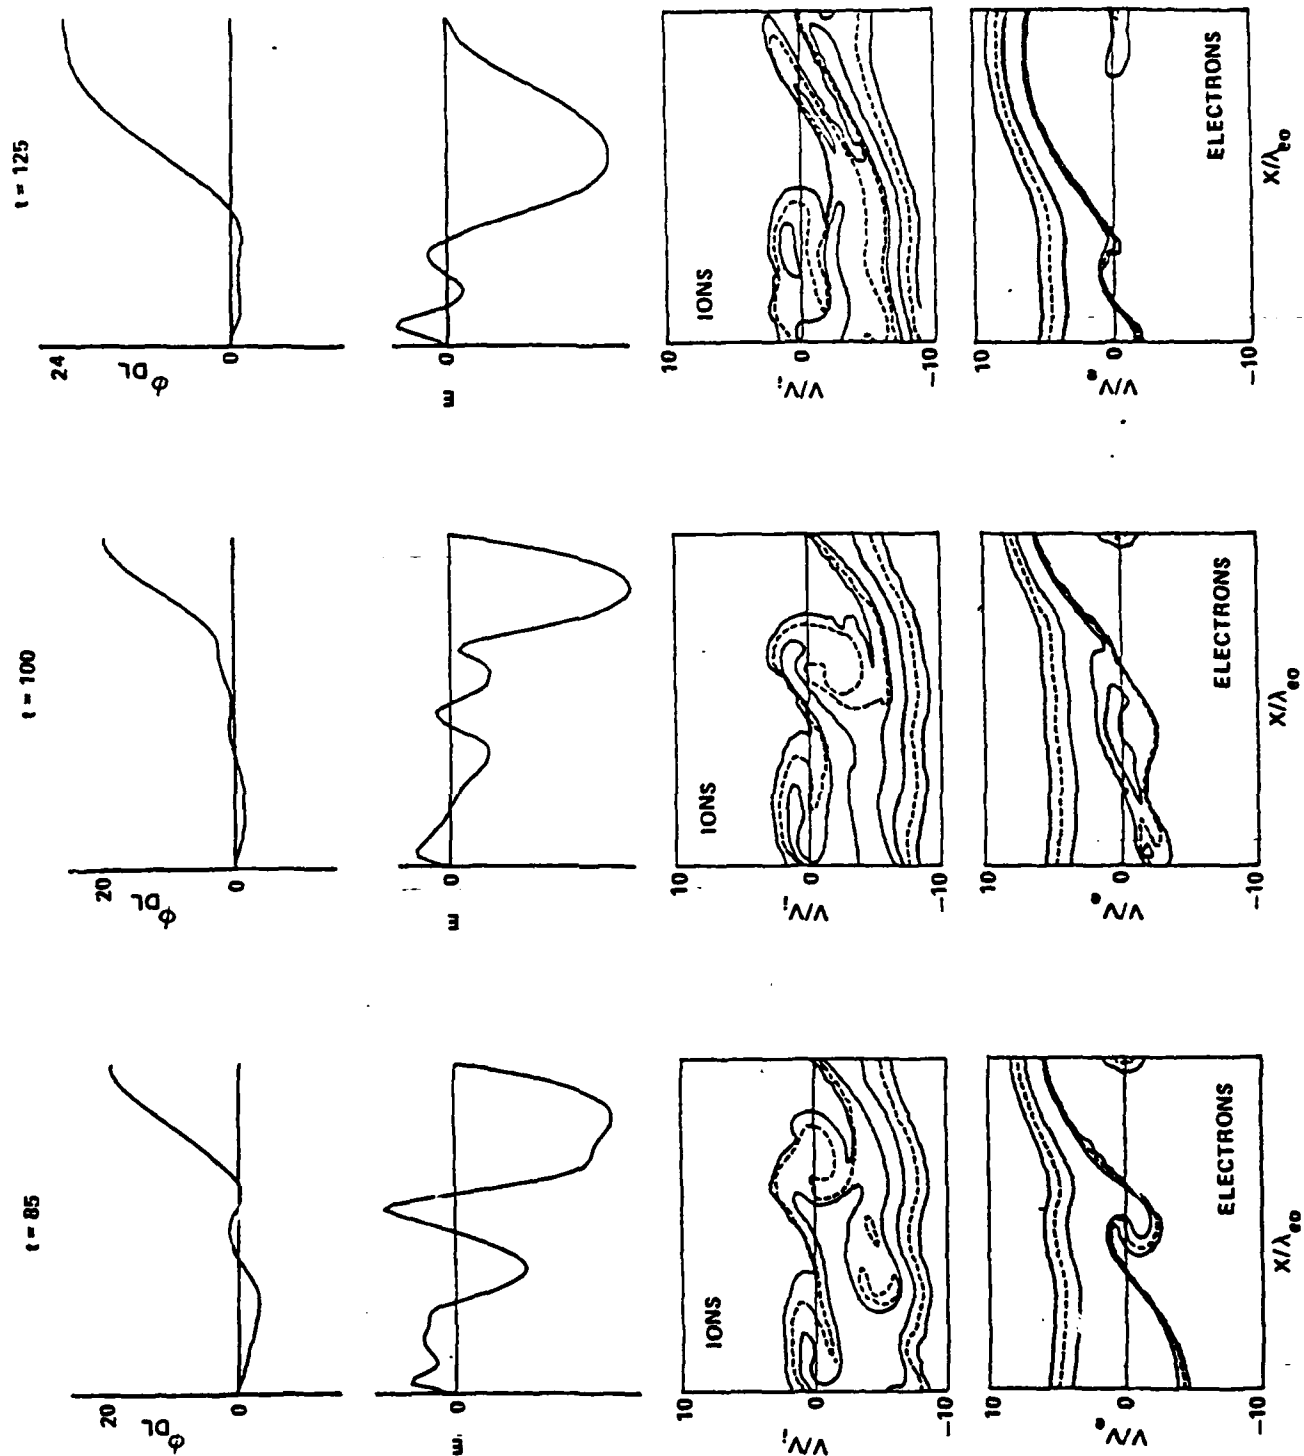 t = 85
t = 100
t = 125
20
ϕDL
0
20
ϕDL
0
24
ϕDL
0
E
0
E
0
E
0
10
V/Vi
0
-10
IONS
10
V/Vi
0
-10
IONS
10
V/Vi
0
-10
IONS
10
V/Ve
0
-10
ELECTRONS
X/λeo
10
V/Ve
0
-10
ELECTRONS
X/λeo
10
V/Ve
0
-10
ELECTRONS
X/λeo